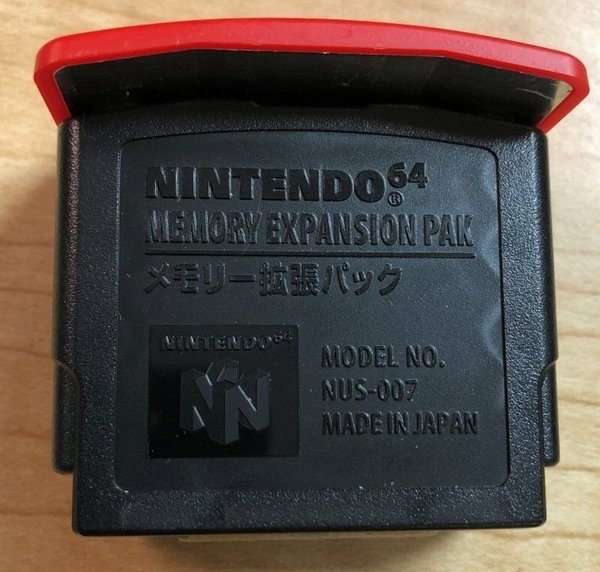 NINTENDO64®
MEMORY EXPANSION PAK
メモリー拡張パック
NINTENDO64
N
MODEL NO.
NUS-007
MADE IN JAPAN